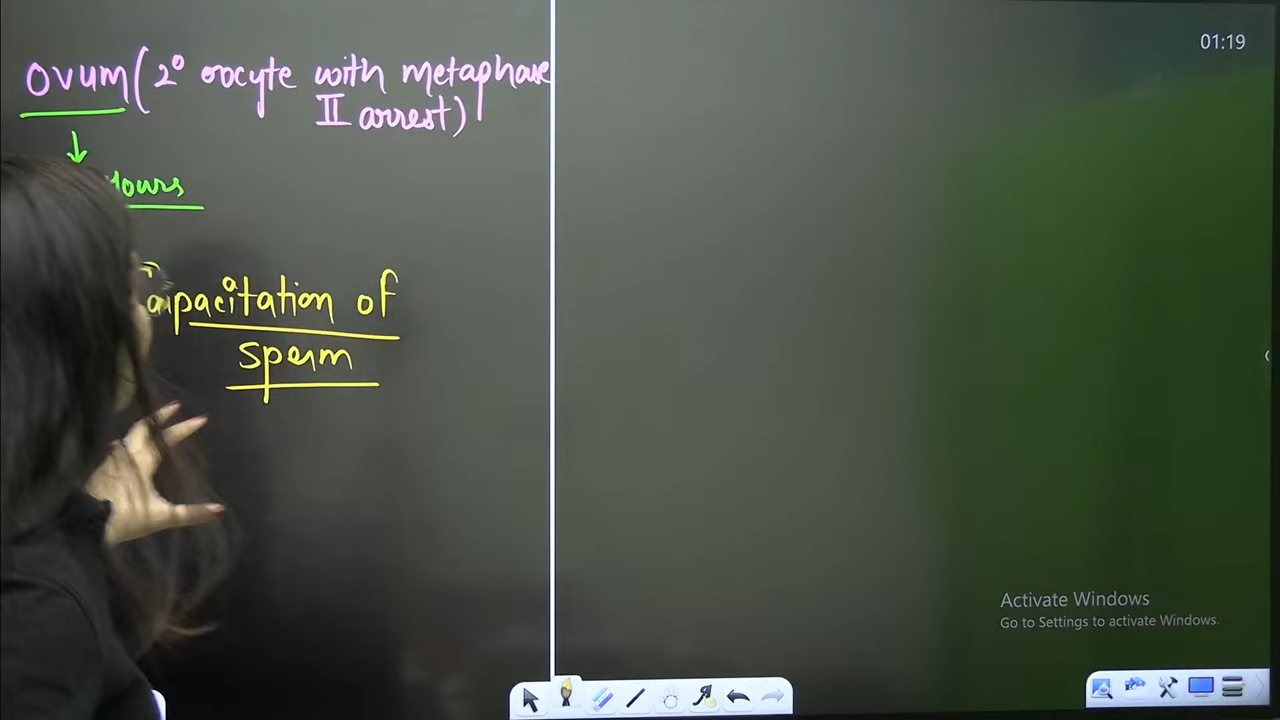 01:19
Ovum (2° oocyte with metaphase
II arrest)
↓
Hours
Capacitation of
sperm
Activate Windows
Go to Settings to activate Windows.